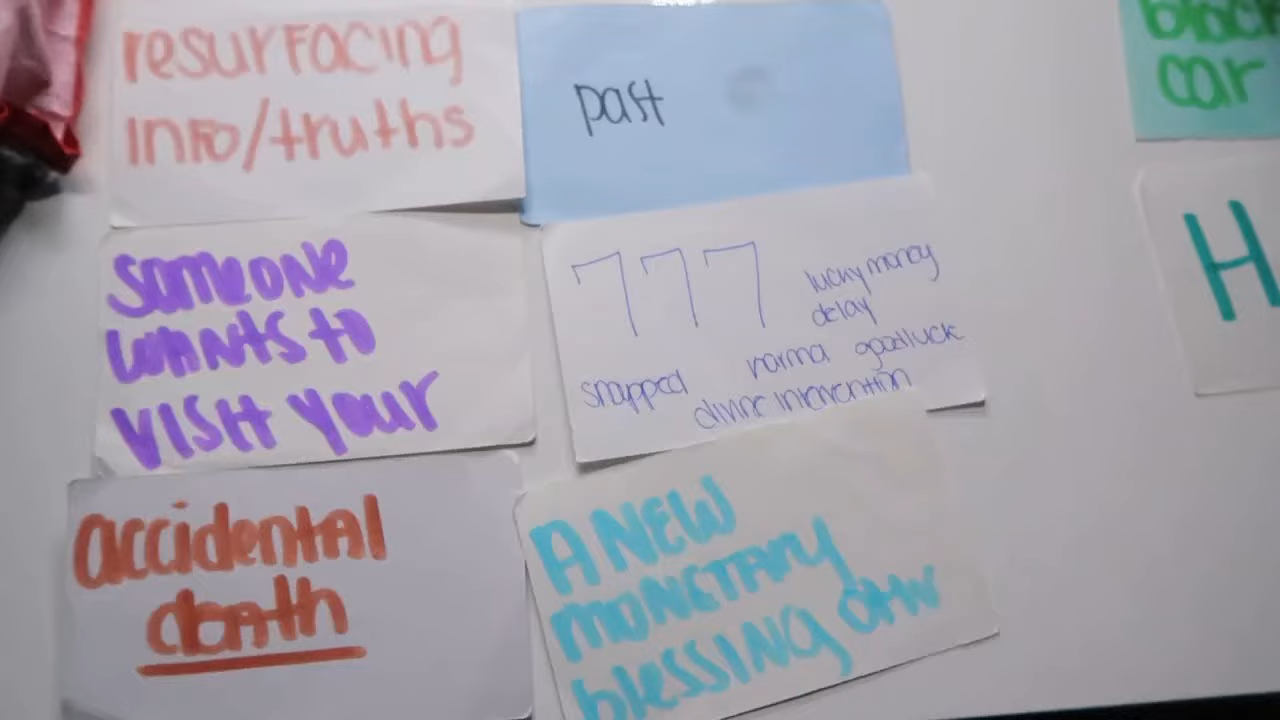 resurfacing
info/truths
past
black
car
someone
wants to
visit your
777
lucky money
delay
snapped
karma
goodluck
divine intervention
H
accidental
death
A NEW
MONETARY
blessing otw